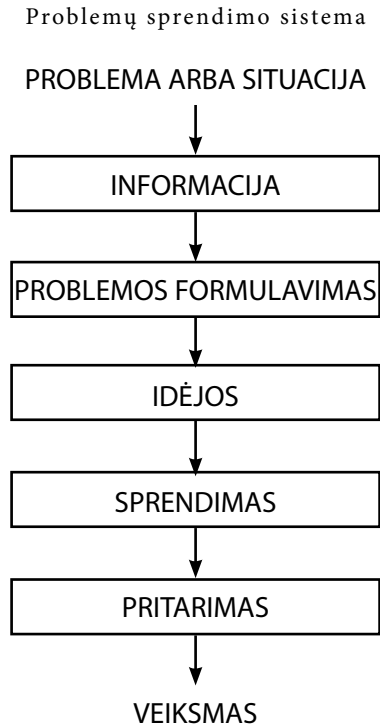 Problemų sprendimo sistema
PROBLEMA ARBA SITUACIJA
INFORMACIJA
PROBLEMOS FORMULAVIMAS
IDĖJOS
SPRENDIMAS
PRITARIMAS
VEIKSMAS